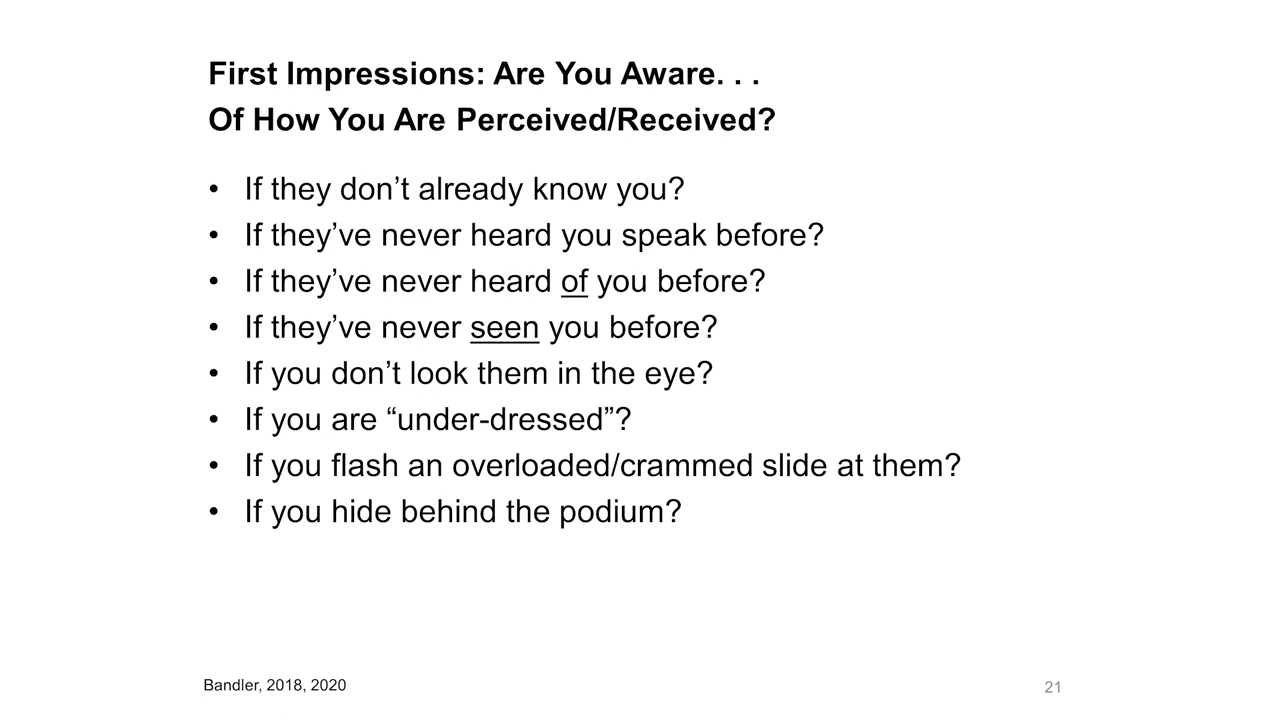 First Impressions: Are You Aware. . .
Of How You Are Perceived/Received?
• If they don’t already know you?
• If they’ve never heard you speak before?
• If they’ve never heard of you before?
• If they’ve never seen you before?
• If you don’t look them in the eye?
• If you are “under-dressed”?
• If you flash an overloaded/crammed slide at them?
• If you hide behind the podium?
Bandler, 2018, 2020
21